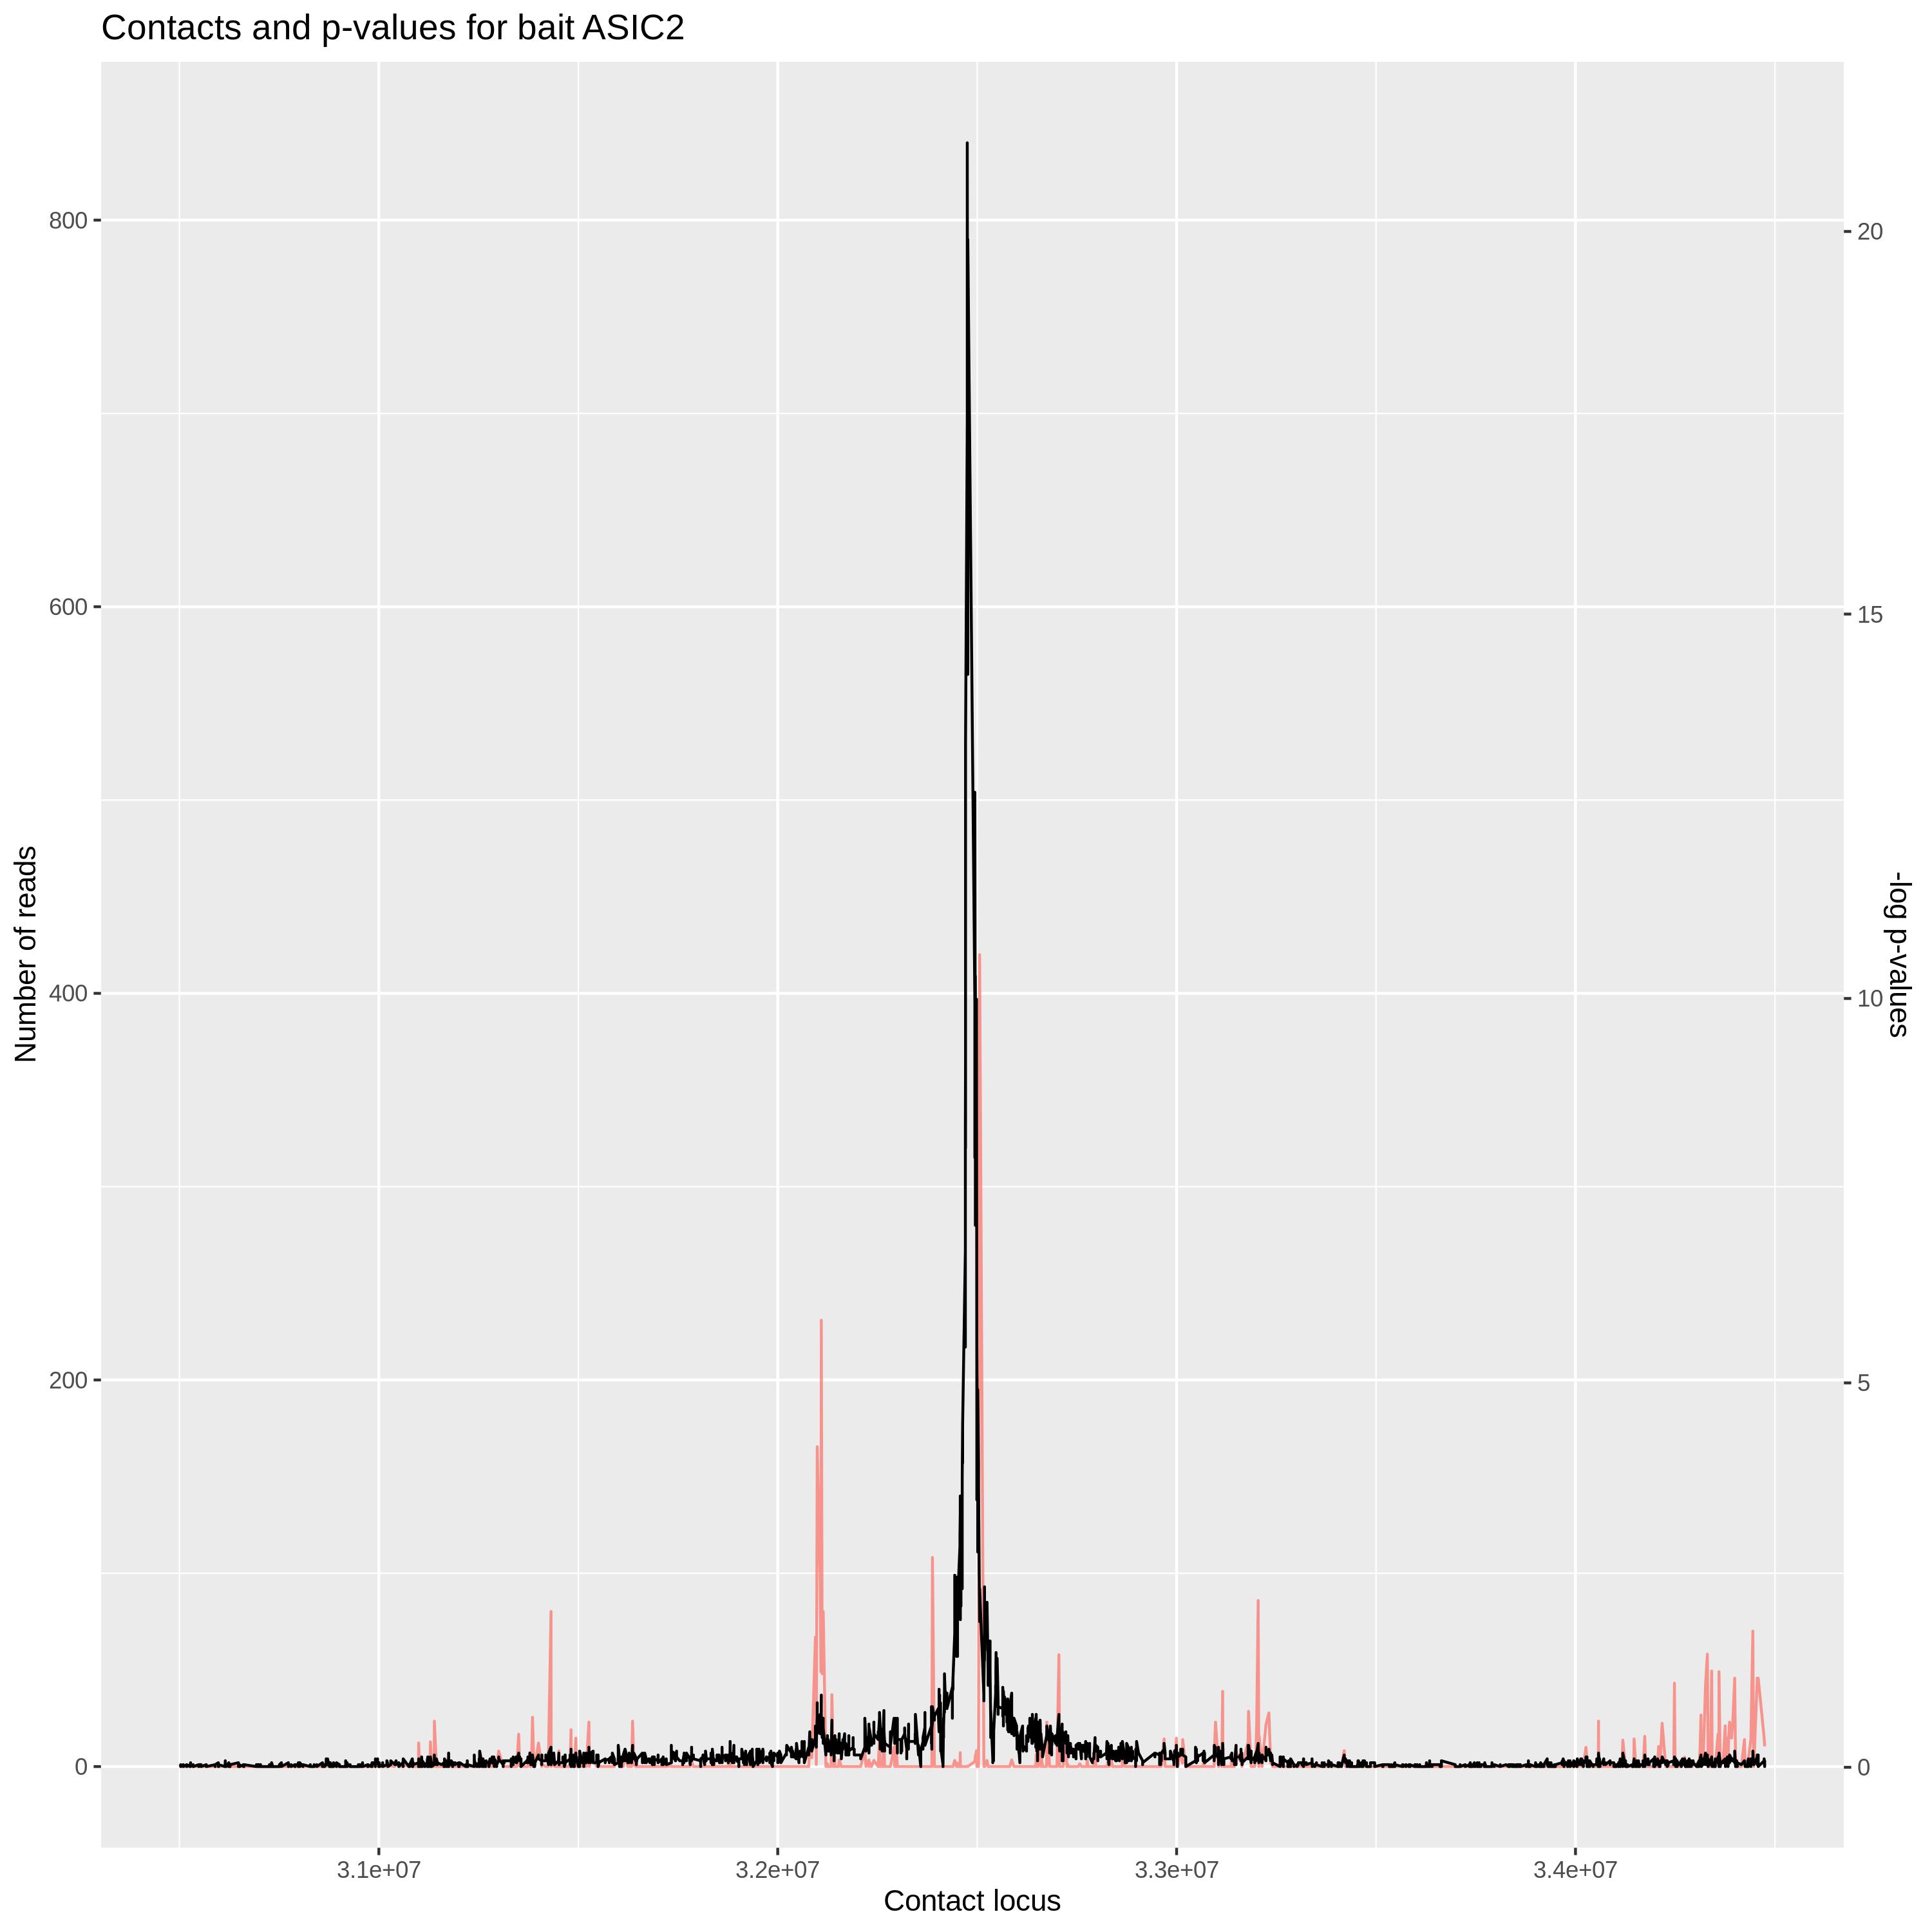 Contacts and p-values for bait ASIC2
800
600
400
200
0
Number of reads
20
15
10
5
0
-log p-values
3.1e+07
3.2e+07
3.3e+07
3.4e+07
Contact locus